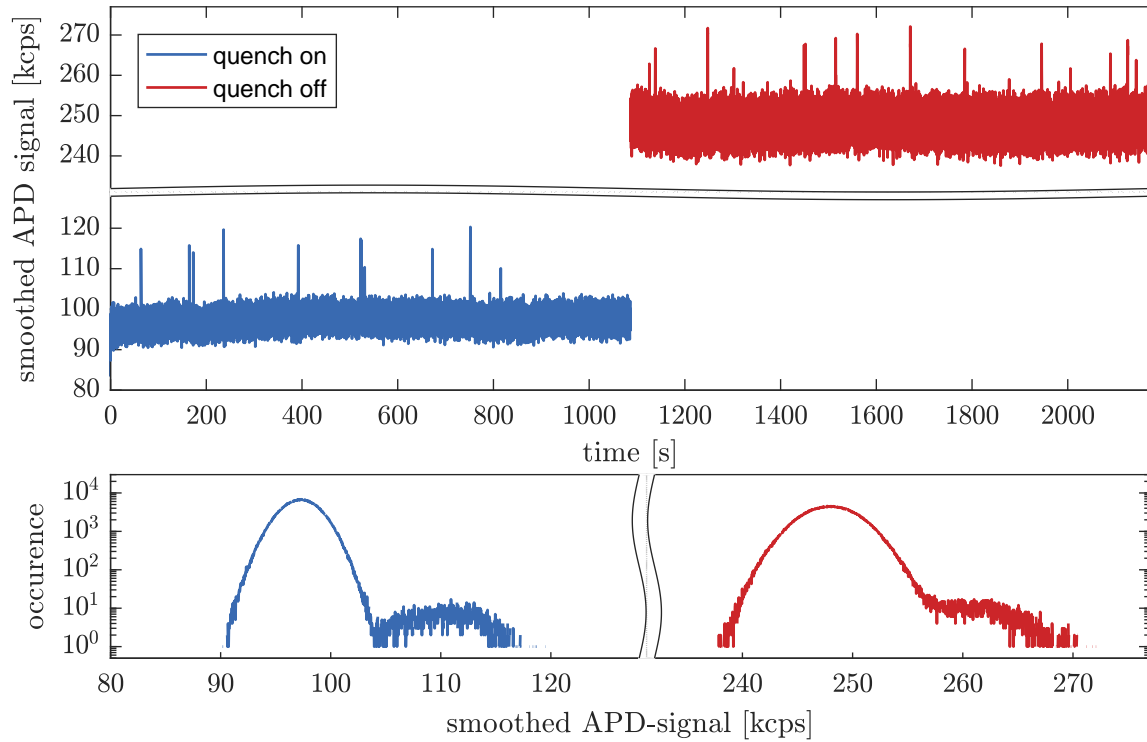 smoothed APD signal [kcps]
270
260
250
240
120
110
100
90
80
quench on
quench off
0 200 400 600 800 1000 1200 1400 1600 1800 2000
time [s]
occurence
10^4
10^3
10^2
10^1
10^0
80 90 100 110 120 240 250 260 270
smoothed APD-signal [kcps]